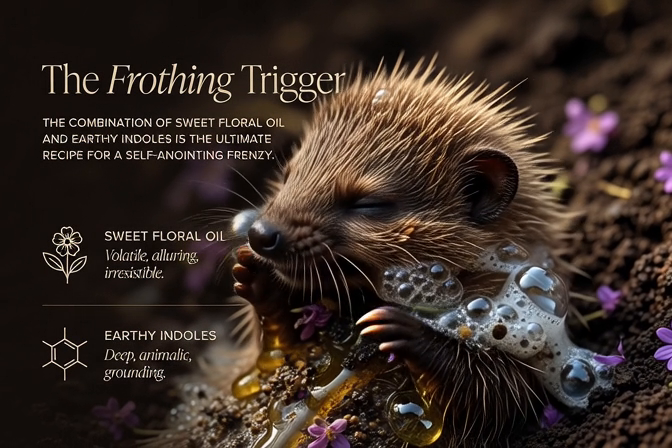 The Frothing Trigger
THE COMBINATION OF SWEET FLORAL OIL
AND EARTHY INDOLES IS THE ULTIMATE
RECIPE FOR A SELF-ANOINTING FRENZY.
SWEET FLORAL OIL
Volatile, alluring,
irresistible.
EARTHY INDOLES
Deep, animalic,
grounding.